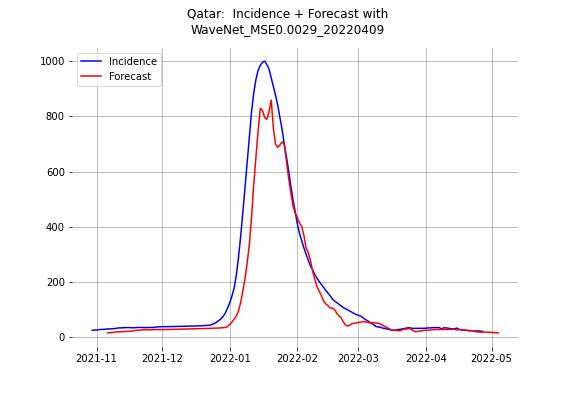 Qatar:  Incidence + Forecast with
WaveNet_MSE0.0029_20220409
Incidence
Forecast
1000
800
600
400
200
0
2021-11 2021-12 2022-01 2022-02 2022-03 2022-04 2022-05